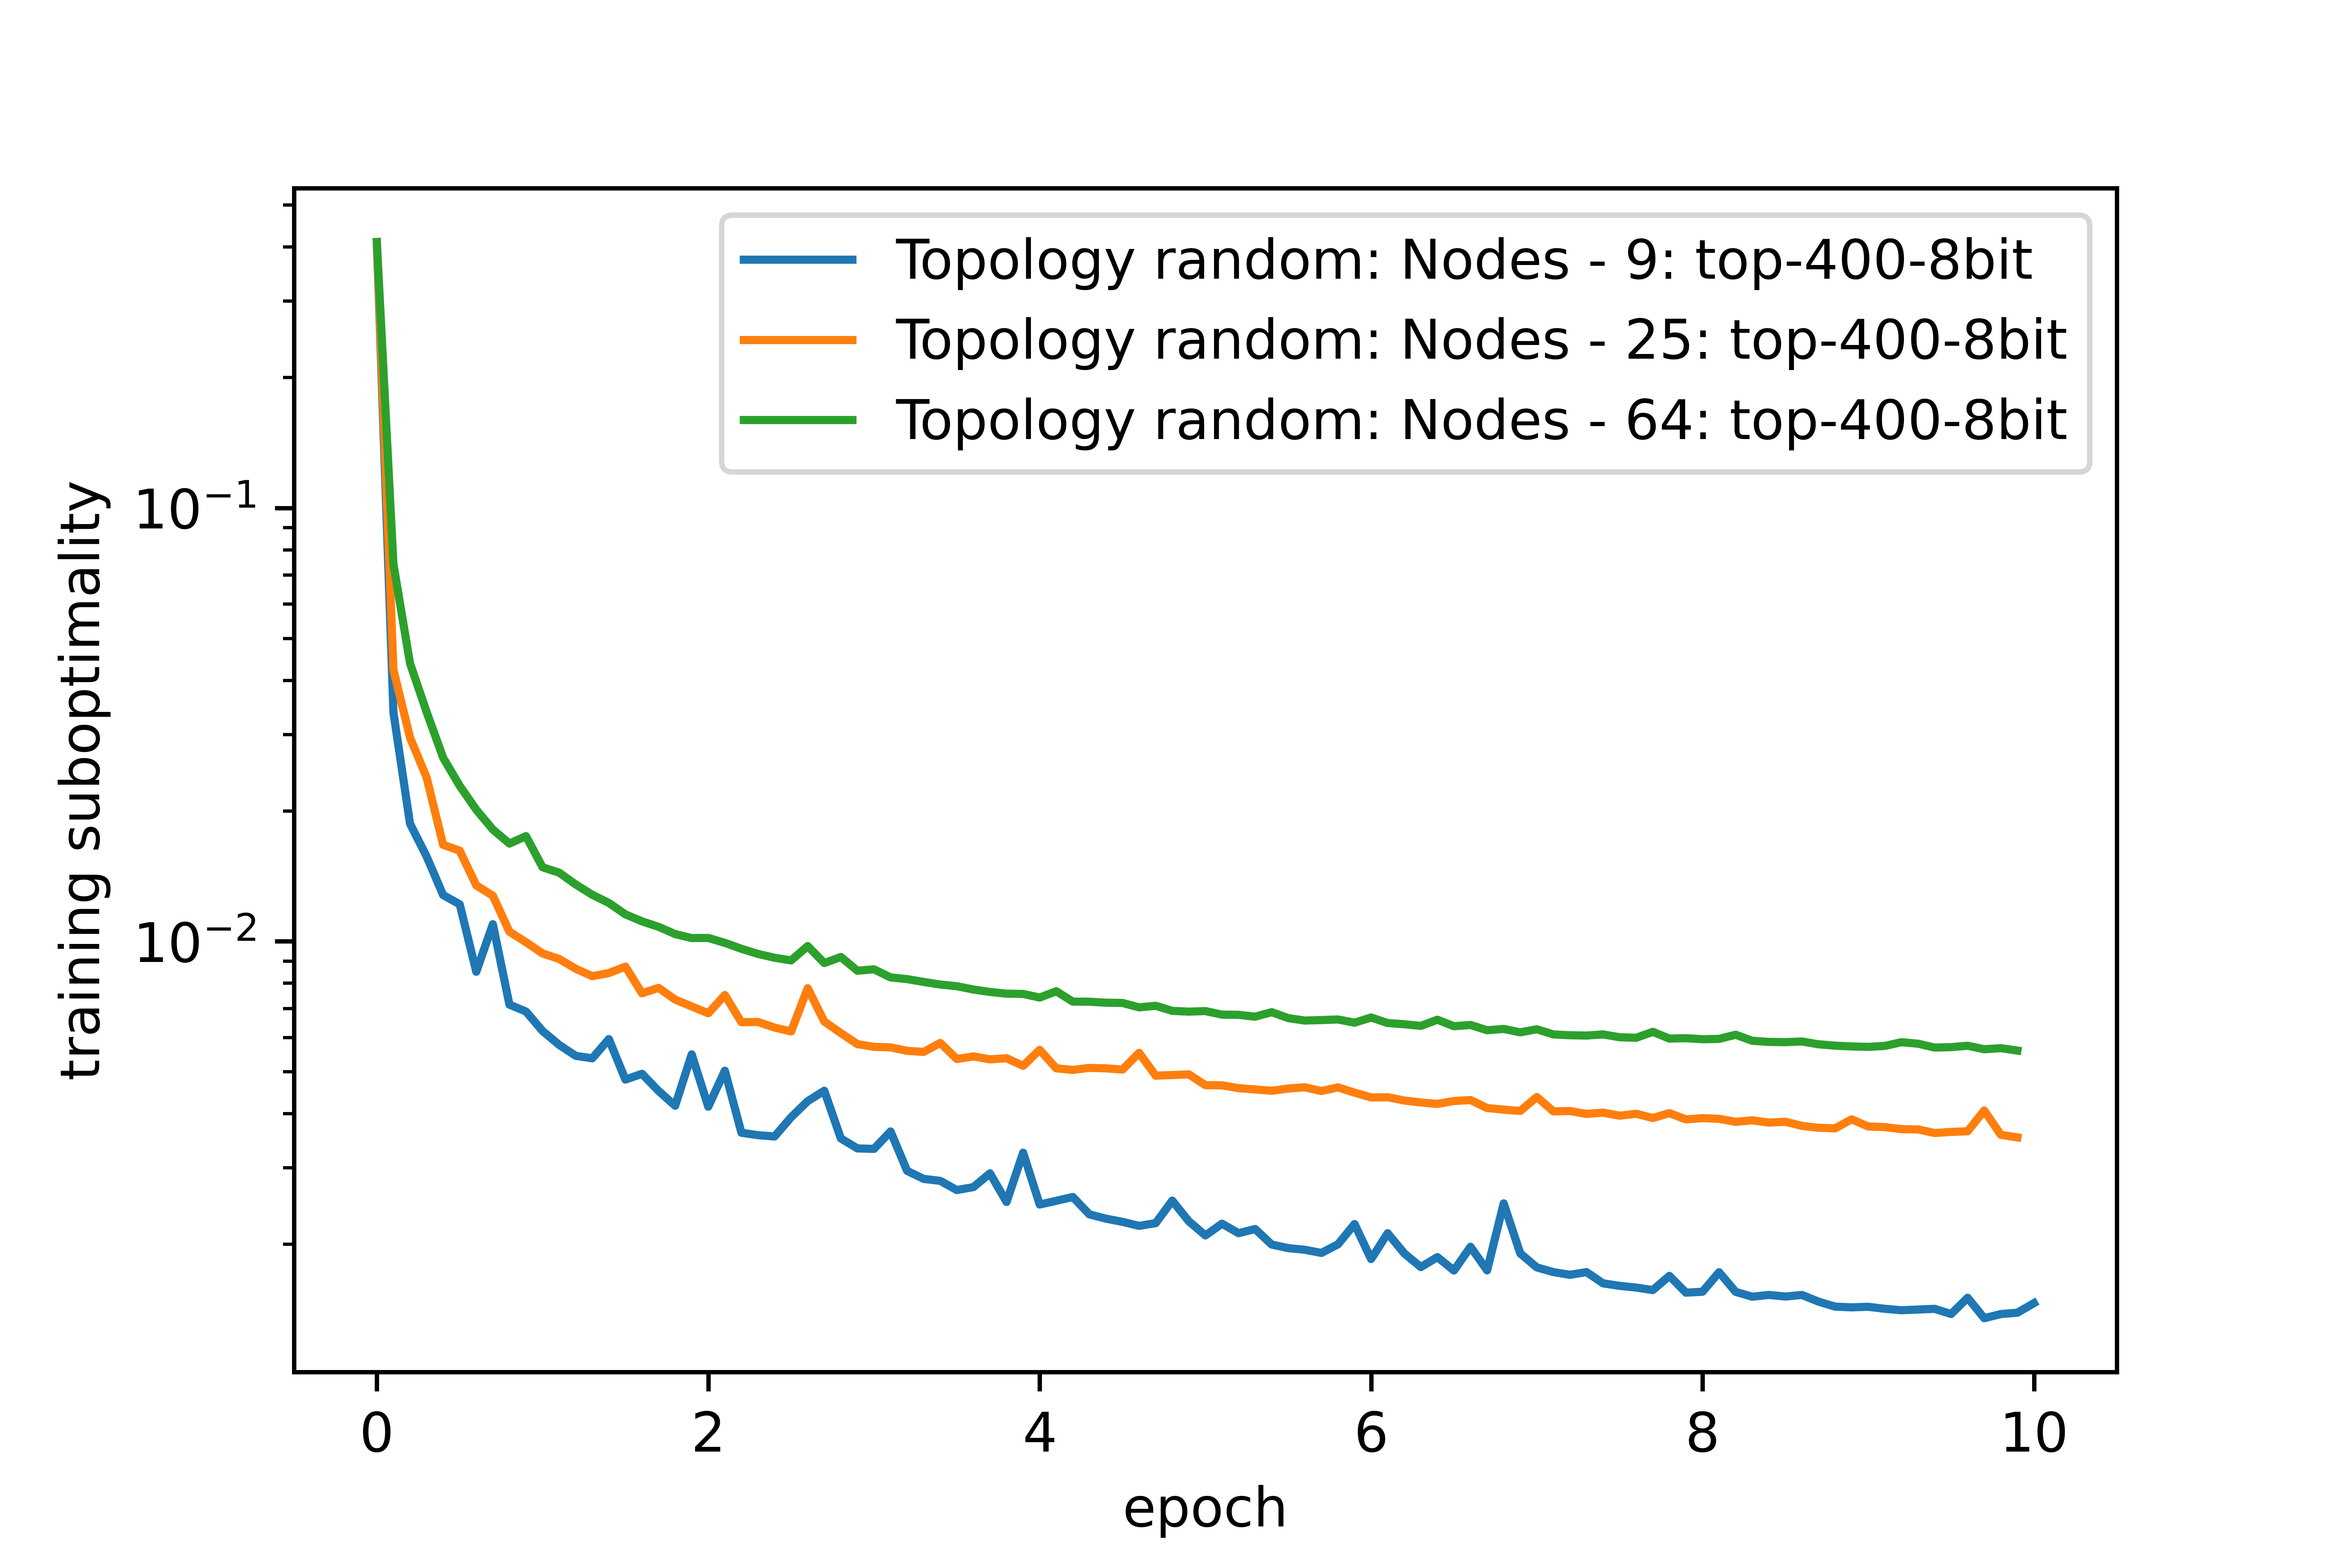 Topology random: Nodes - 9: top-400-8bit
Topology random: Nodes - 25: top-400-8bit
Topology random: Nodes - 64: top-400-8bit
training suboptimality
10⁻¹
10⁻²
0 2 4 6 8 10
epoch